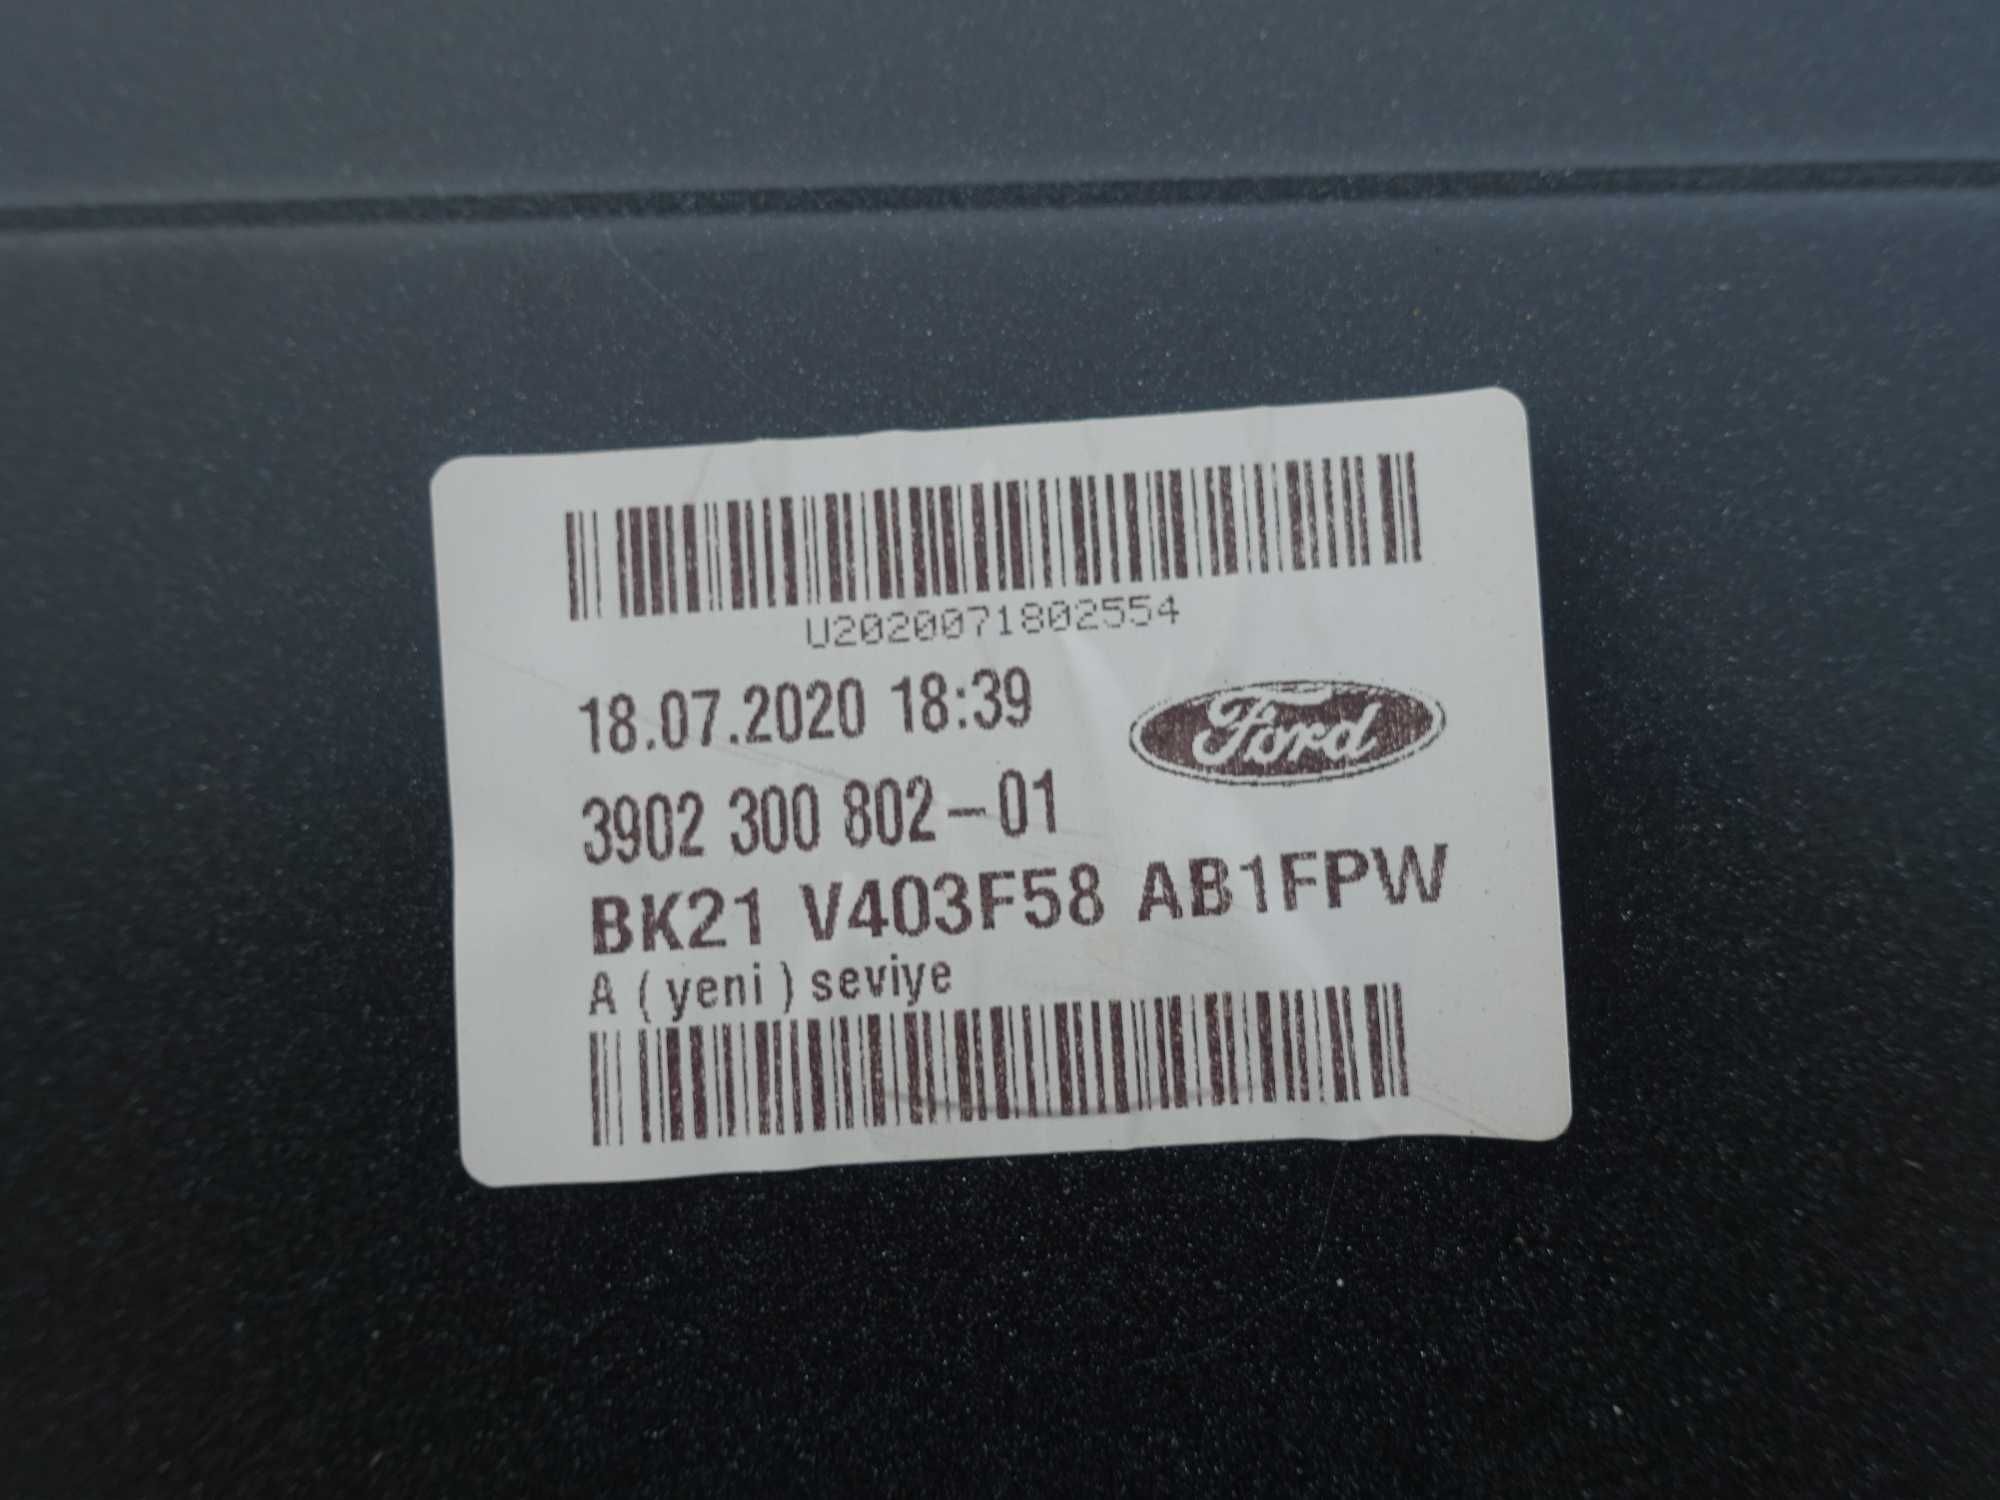 U2020071802554
18.07.2020 18:39
Ford
3902 300 802-01
BK21 V403F58 AB1FPW
A ( yeni ) seviye